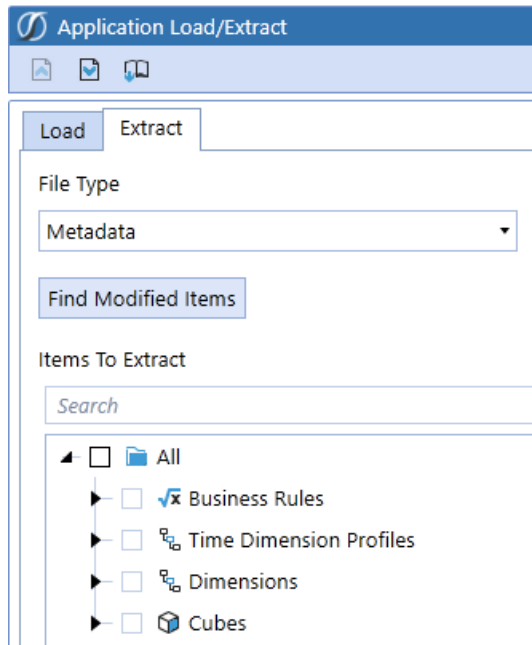 Application Load/Extract
Load
Extract
File Type
Metadata
Find Modified Items
Items To Extract
Search
All
Business Rules
Time Dimension Profiles
Dimensions
Cubes